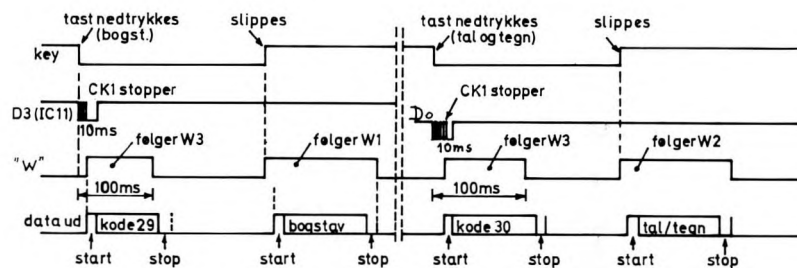 tast nedtrykkes
(bogst.)
slippes
tast nedtrykkes
(tal og tegn)
slippes
key
CK1 stopper
CK1 stopper
D3 (IC11)
10ms
Do
10ms
følger W3
følger W1
følger W3
følger W2
"W"
100ms
100ms
data ud
kode 29
bogstav
kode 30
tal/tegn
start
stop
start
stop
start
stop
start
stop